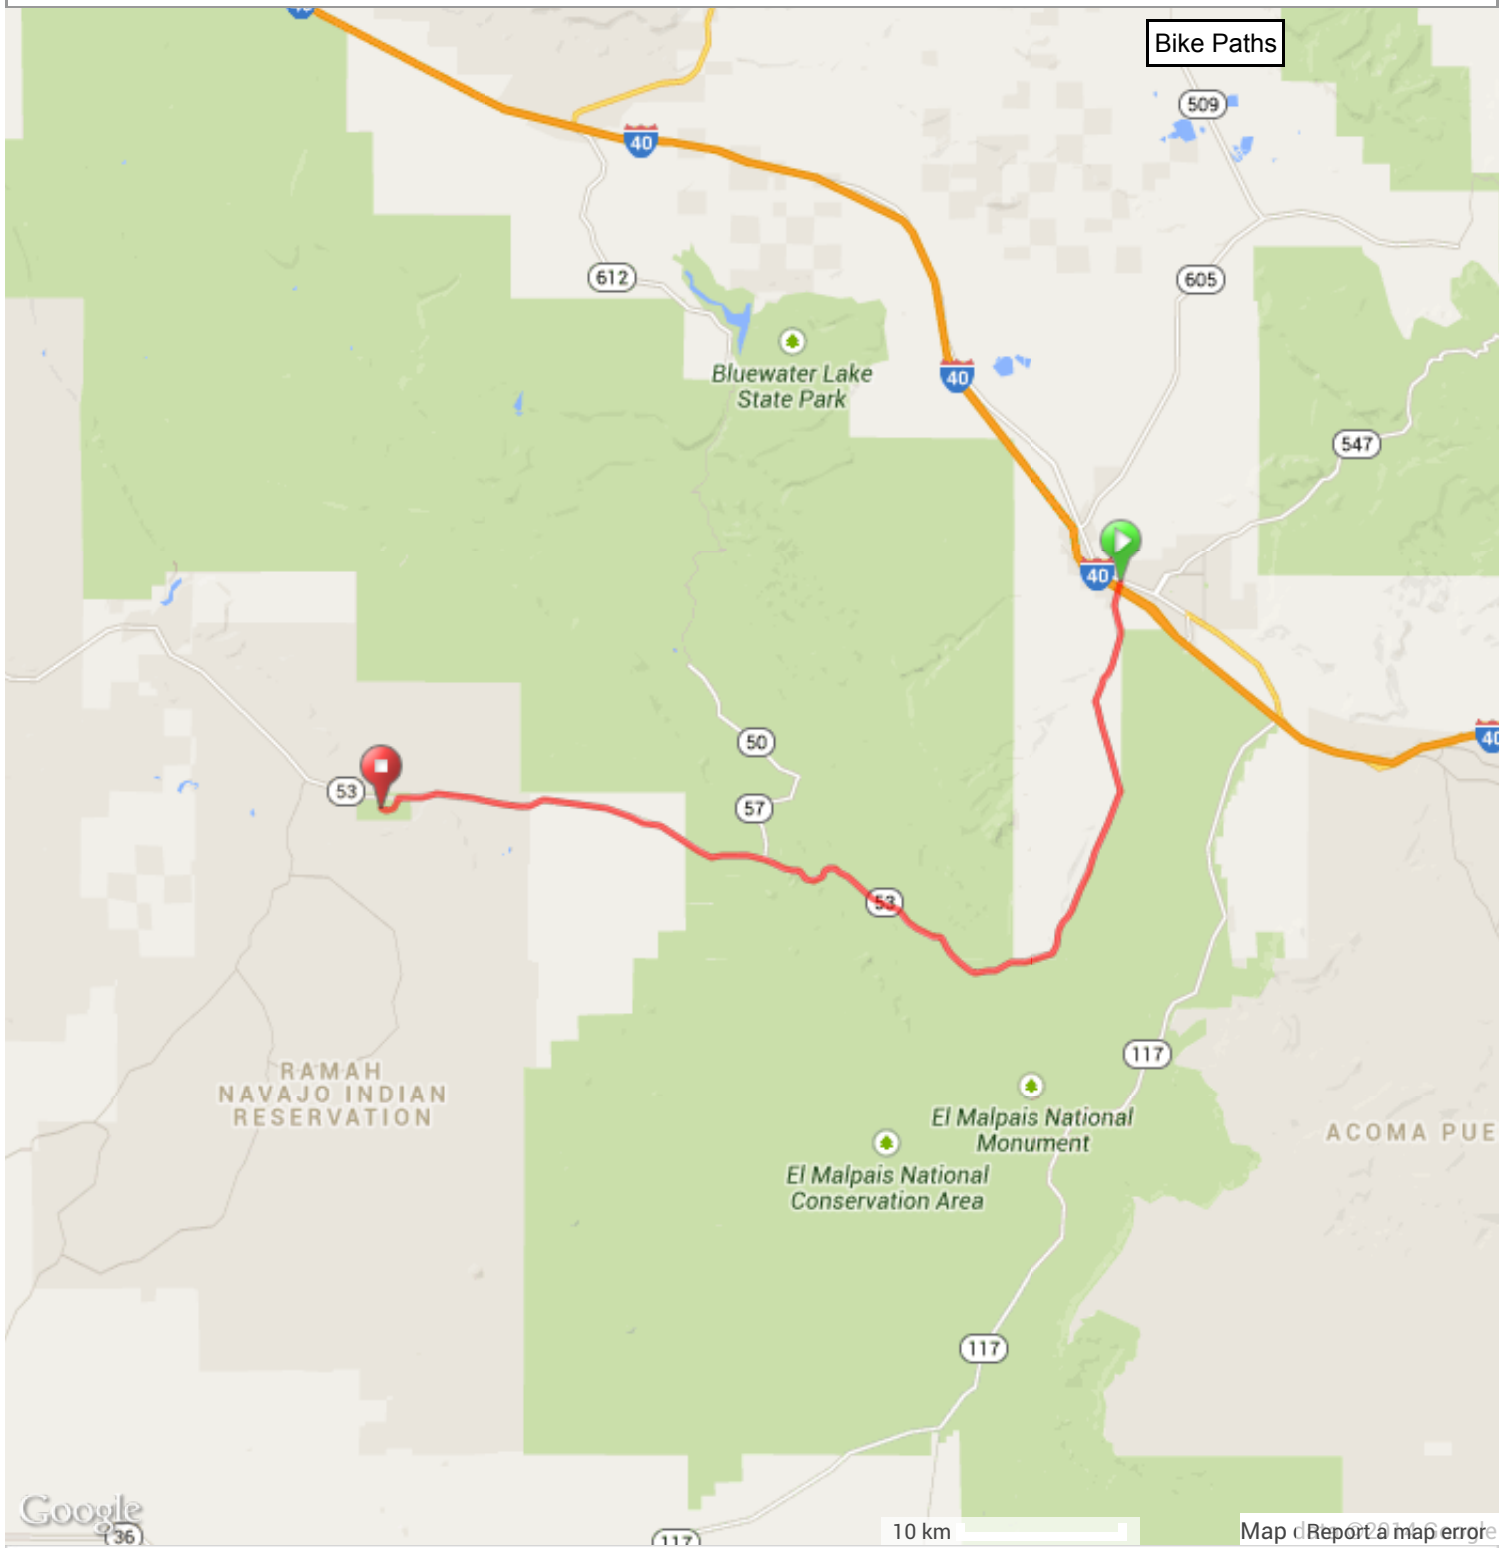 Bike Paths
509
40
612
605
Bluewater Lake
State Park
40
547
40
50
40
53
57
53
RAMAH
NAVAJO INDIAN
RESERVATION
117
El Malpais National
Monument
ACOMA PUE
El Malpais National
Conservation Area
117
Google
36
117
10 km
Map
Report a map error